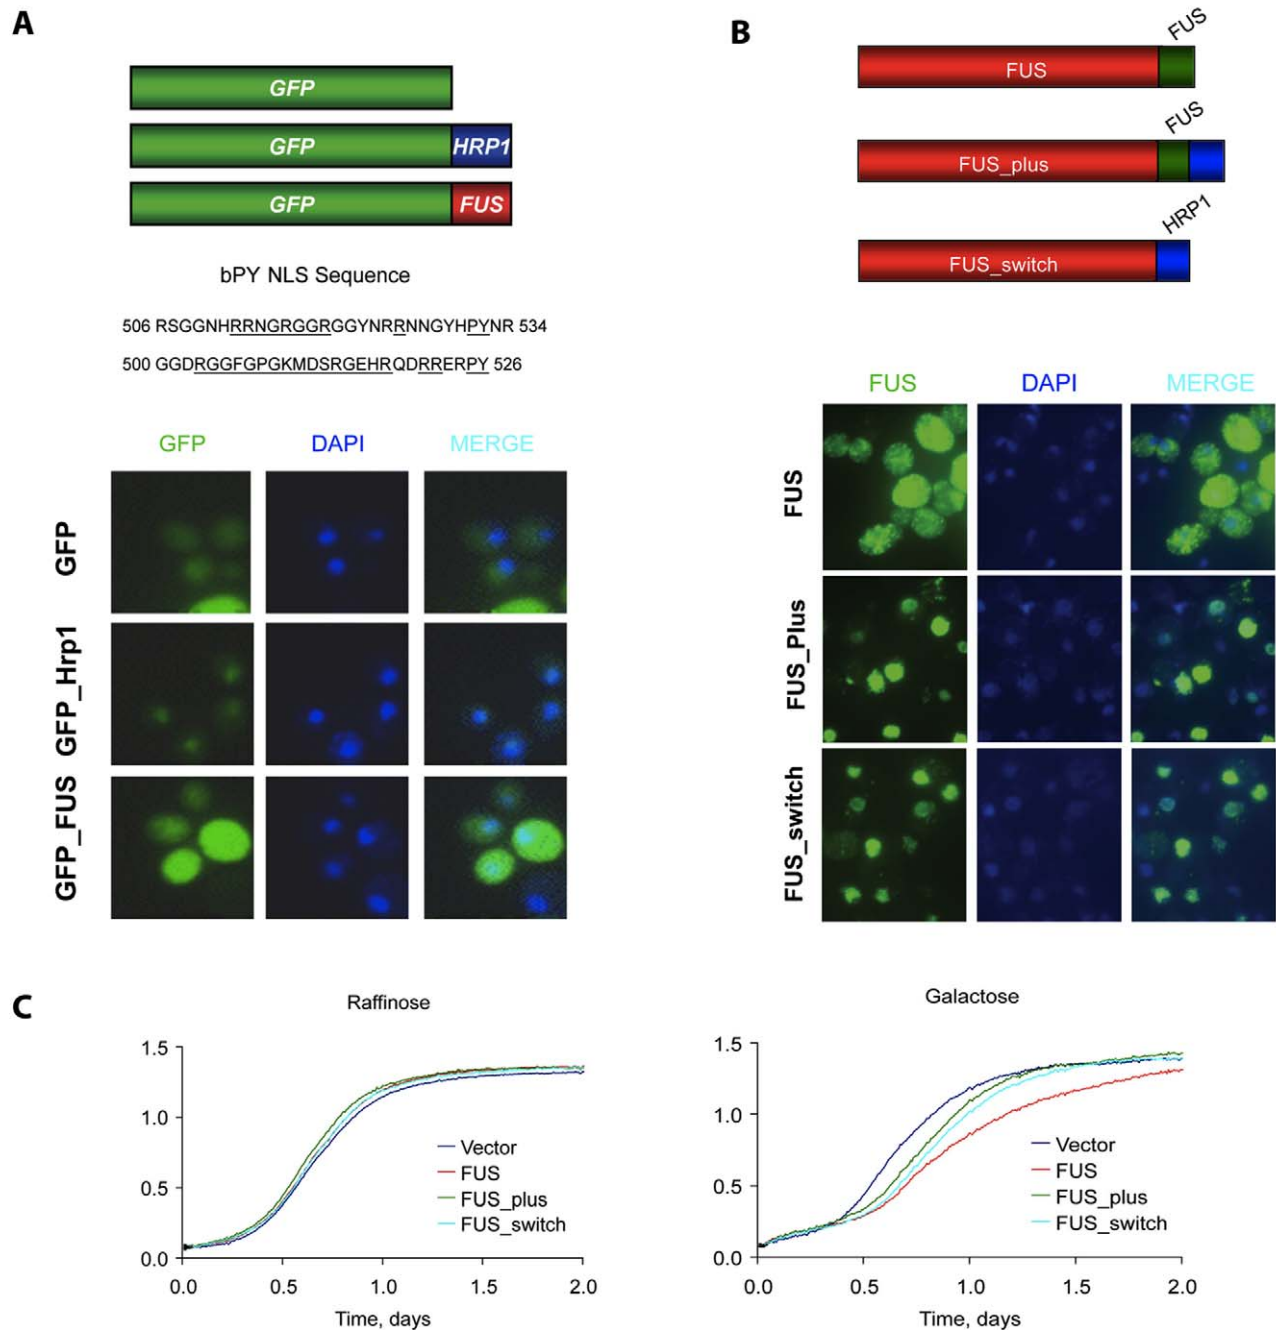 A
GFP
GFP HRP1
GFP FUS
bPY NLS Sequence
506 RSGGNHRRNGRGGRGGYNRRNNGYHPYNR 534
500 GGDRGGFGPGKMDSRGEHRQDRRERPY 526
GFP DAPI MERGE
GFP
GFP_Hrp1
GFP_FUS
B
FUS
FUS
FUS
FUS_plus
HRP1
FUS_switch
FUS DAPI MERGE
FUS
FUS_Plus
FUS_switch
C
Raffinose
1.5
1.0
0.5
0.0
0.0 0.5 1.0 1.5 2.0
Time, days
Vector
FUS
FUS_plus
FUS_switch
Galactose
1.5
1.0
0.5
0.0
0.0 0.5 1.0 1.5 2.0
Time, days
Vector
FUS
FUS_plus
FUS_switch